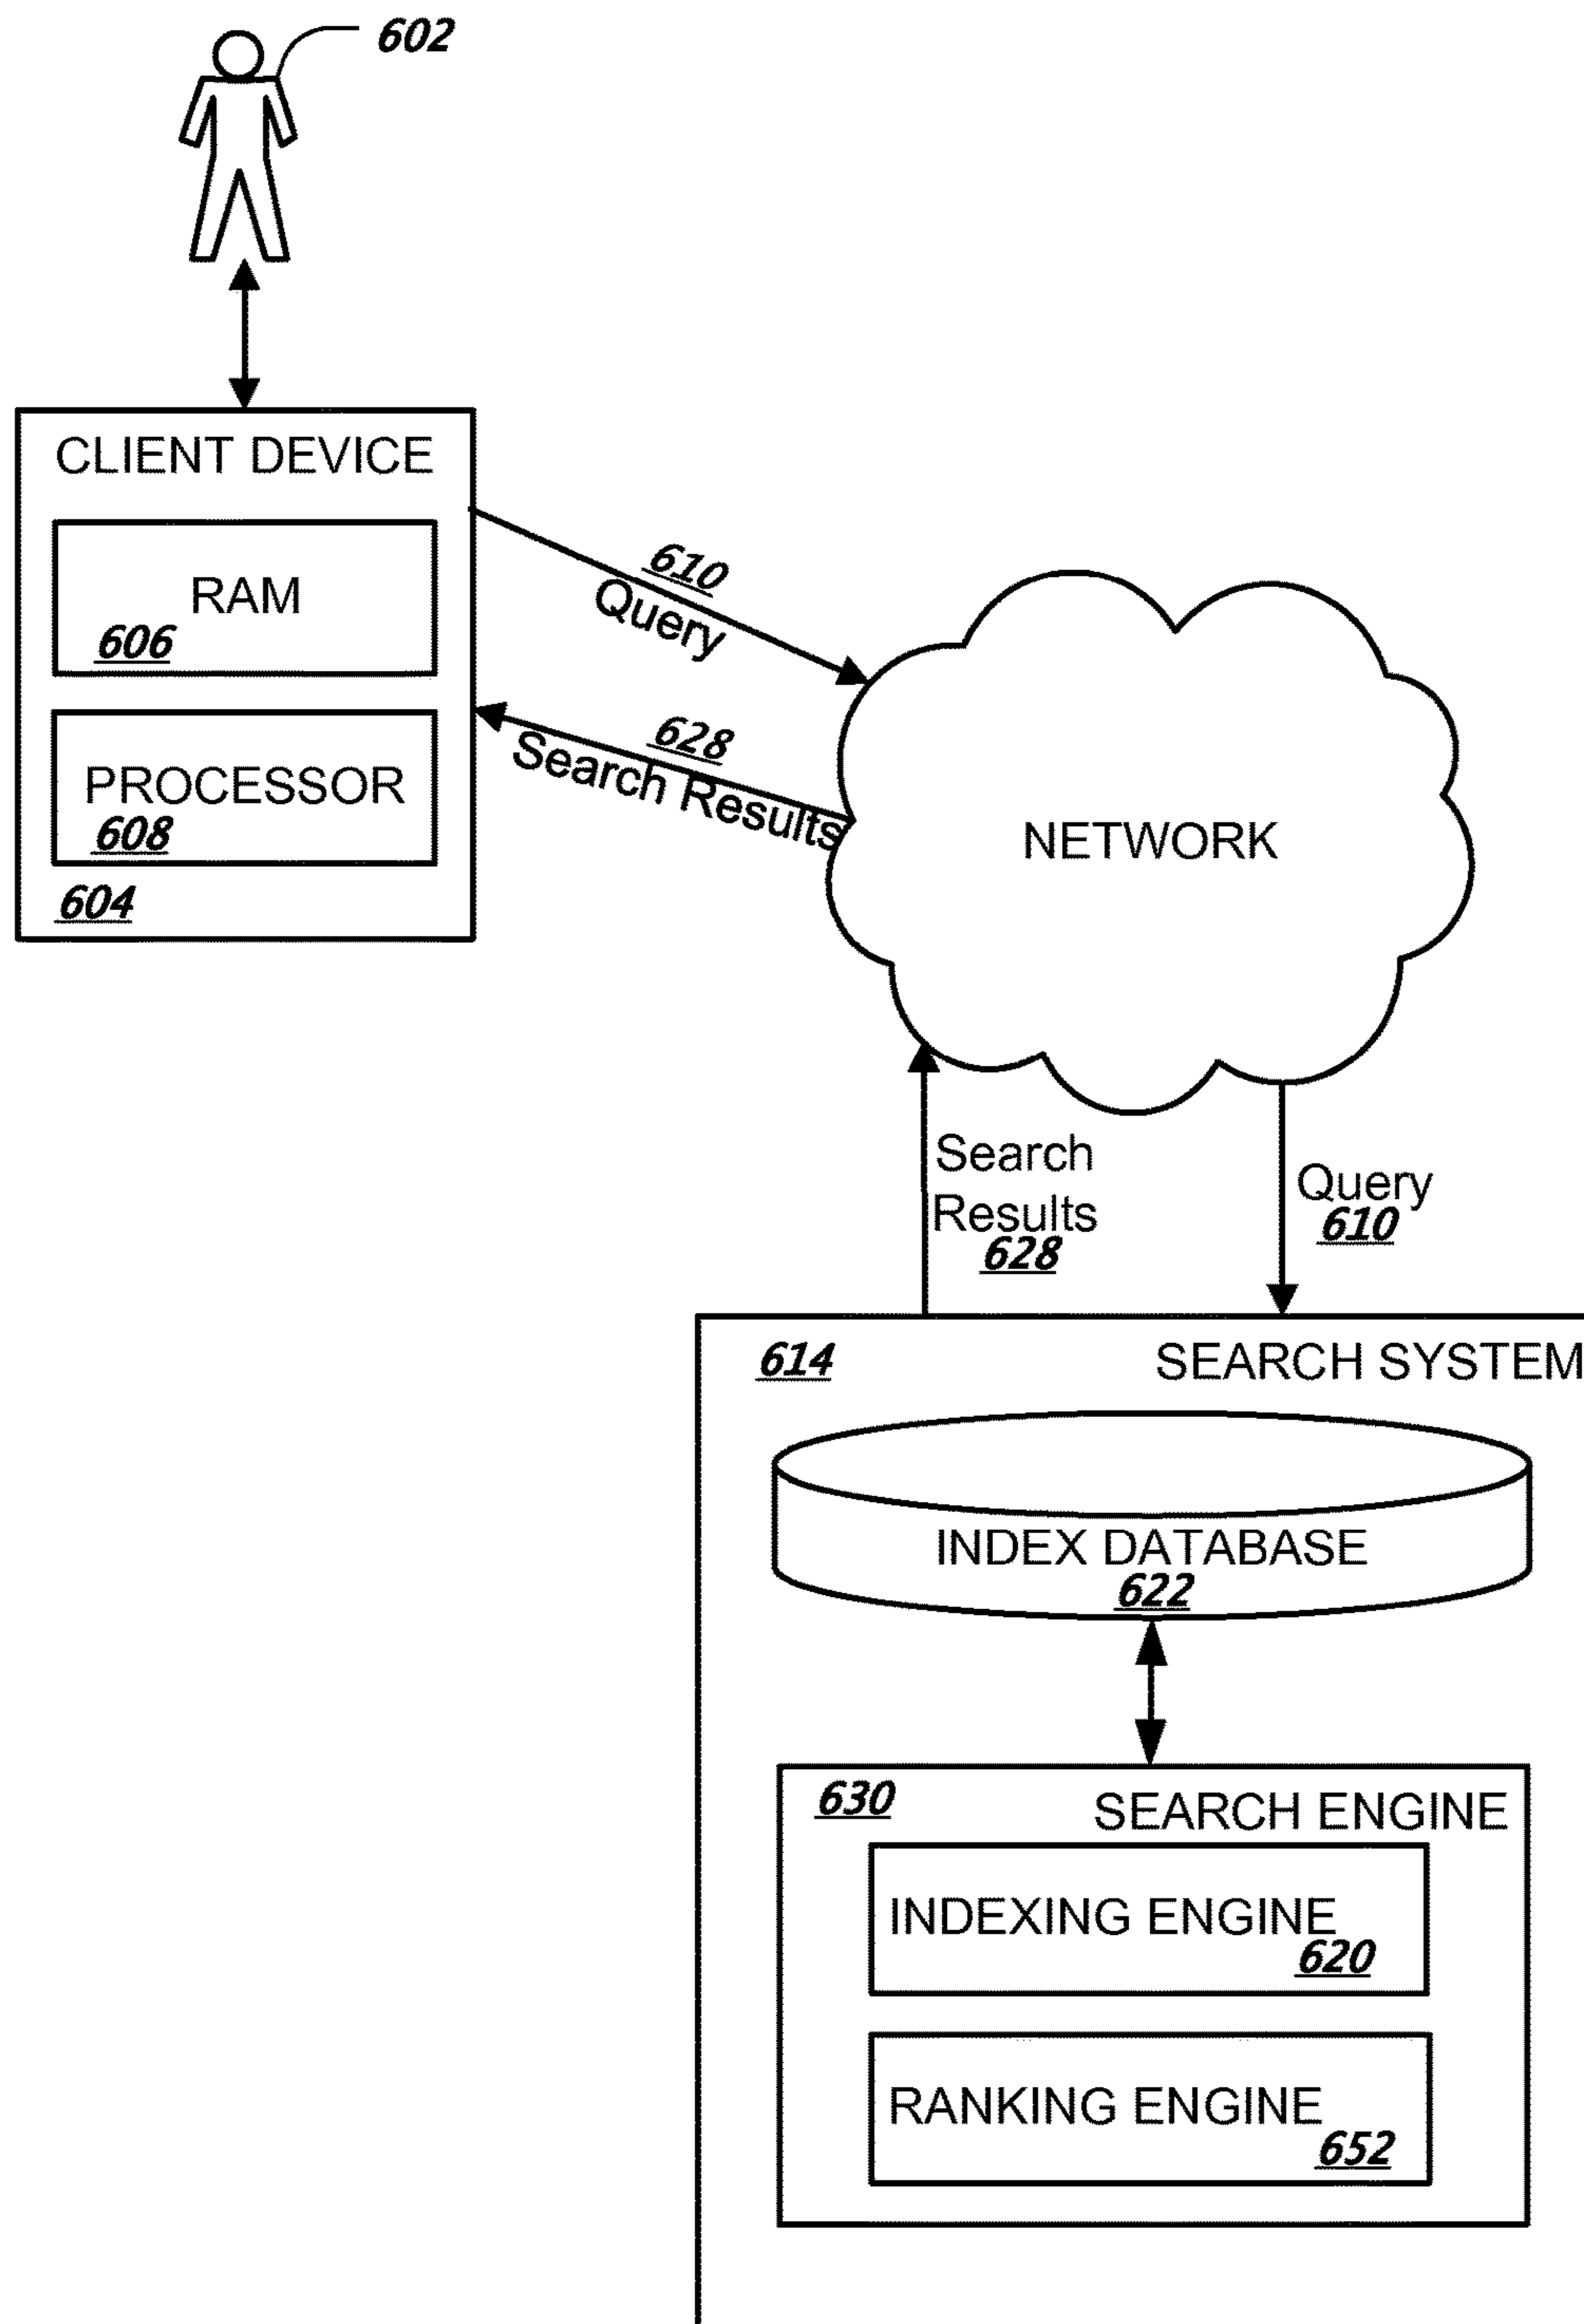 602
CLIENT DEVICE
RAM
606
PROCESSOR
608
604
610
Query
628
Search Results
NETWORK
Search
Results
628
Query
610
614
SEARCH SYSTEM
INDEX DATABASE
622
630
SEARCH ENGINE
INDEXING ENGINE
620
RANKING ENGINE
652